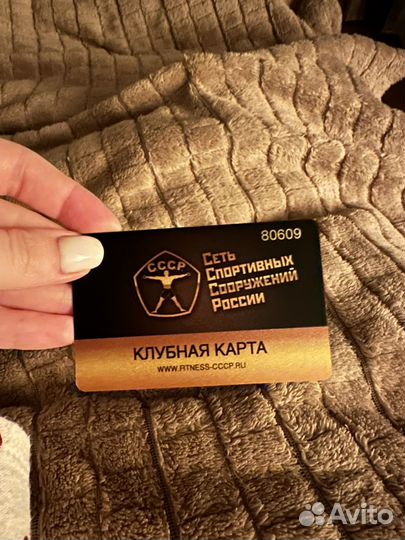 80609
СССР
Сеть
Спортивных
Сооружений
России
КЛУБНАЯ КАРТА
WWW.FITNESS-CCCP.RU
Avito